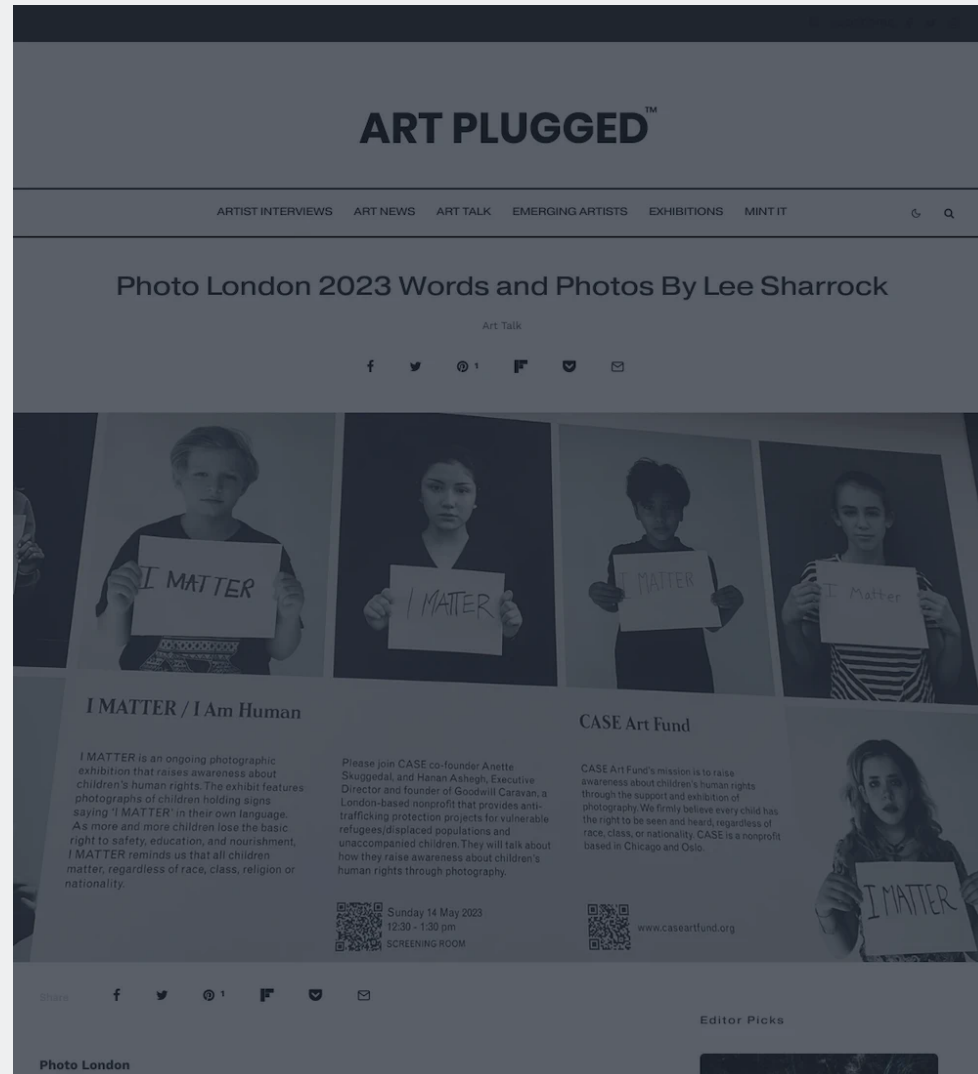 ART PLUGGED™
ARTIST INTERVIEWS ART NEWS ART TALK EMERGING ARTISTS EXHIBITIONS MINT IT
Photo London 2023 Words and Photos By Lee Sharrock
Art Talk
1
I MATTER
I MATTER
I MATTER
I Matter
I MATTER / I Am Human
I MATTER is an ongoing photographic
exhibition that raises awareness about
children's human rights. The exhibit features
photographs of children holding signs
saying 'I MATTER' in their own language.
As more and more children lose the basic
right to safety, education, and nourishment,
I MATTER reminds us that all children
matter, regardless of race, class, religion or
nationality.
Please join CASE co-founder Anette
Skuggedal, and Hanan Ashegh, Executive
Director and founder of Goodwill Caravan, a
London-based nonprofit that provides anti-
trafficking protection projects for vulnerable
refugees/displaced populations and
unaccompanied children. They will talk about
how they raise awareness about children's
human rights through photography.
Sunday 14 May 2023
12:30 - 1:30 pm
SCREENING ROOM
CASE Art Fund
CASE Art Fund's mission is to raise
awareness about children's human rights
through the support and exhibition of
photography. We firmly believe every child has
the right to be seen and heard, regardless of
race, class, or nationality. CASE is a nonprofit
based in Chicago and Oslo.
www.caseartfund.org
I MATTER
Share
1
Editor Picks
Photo London